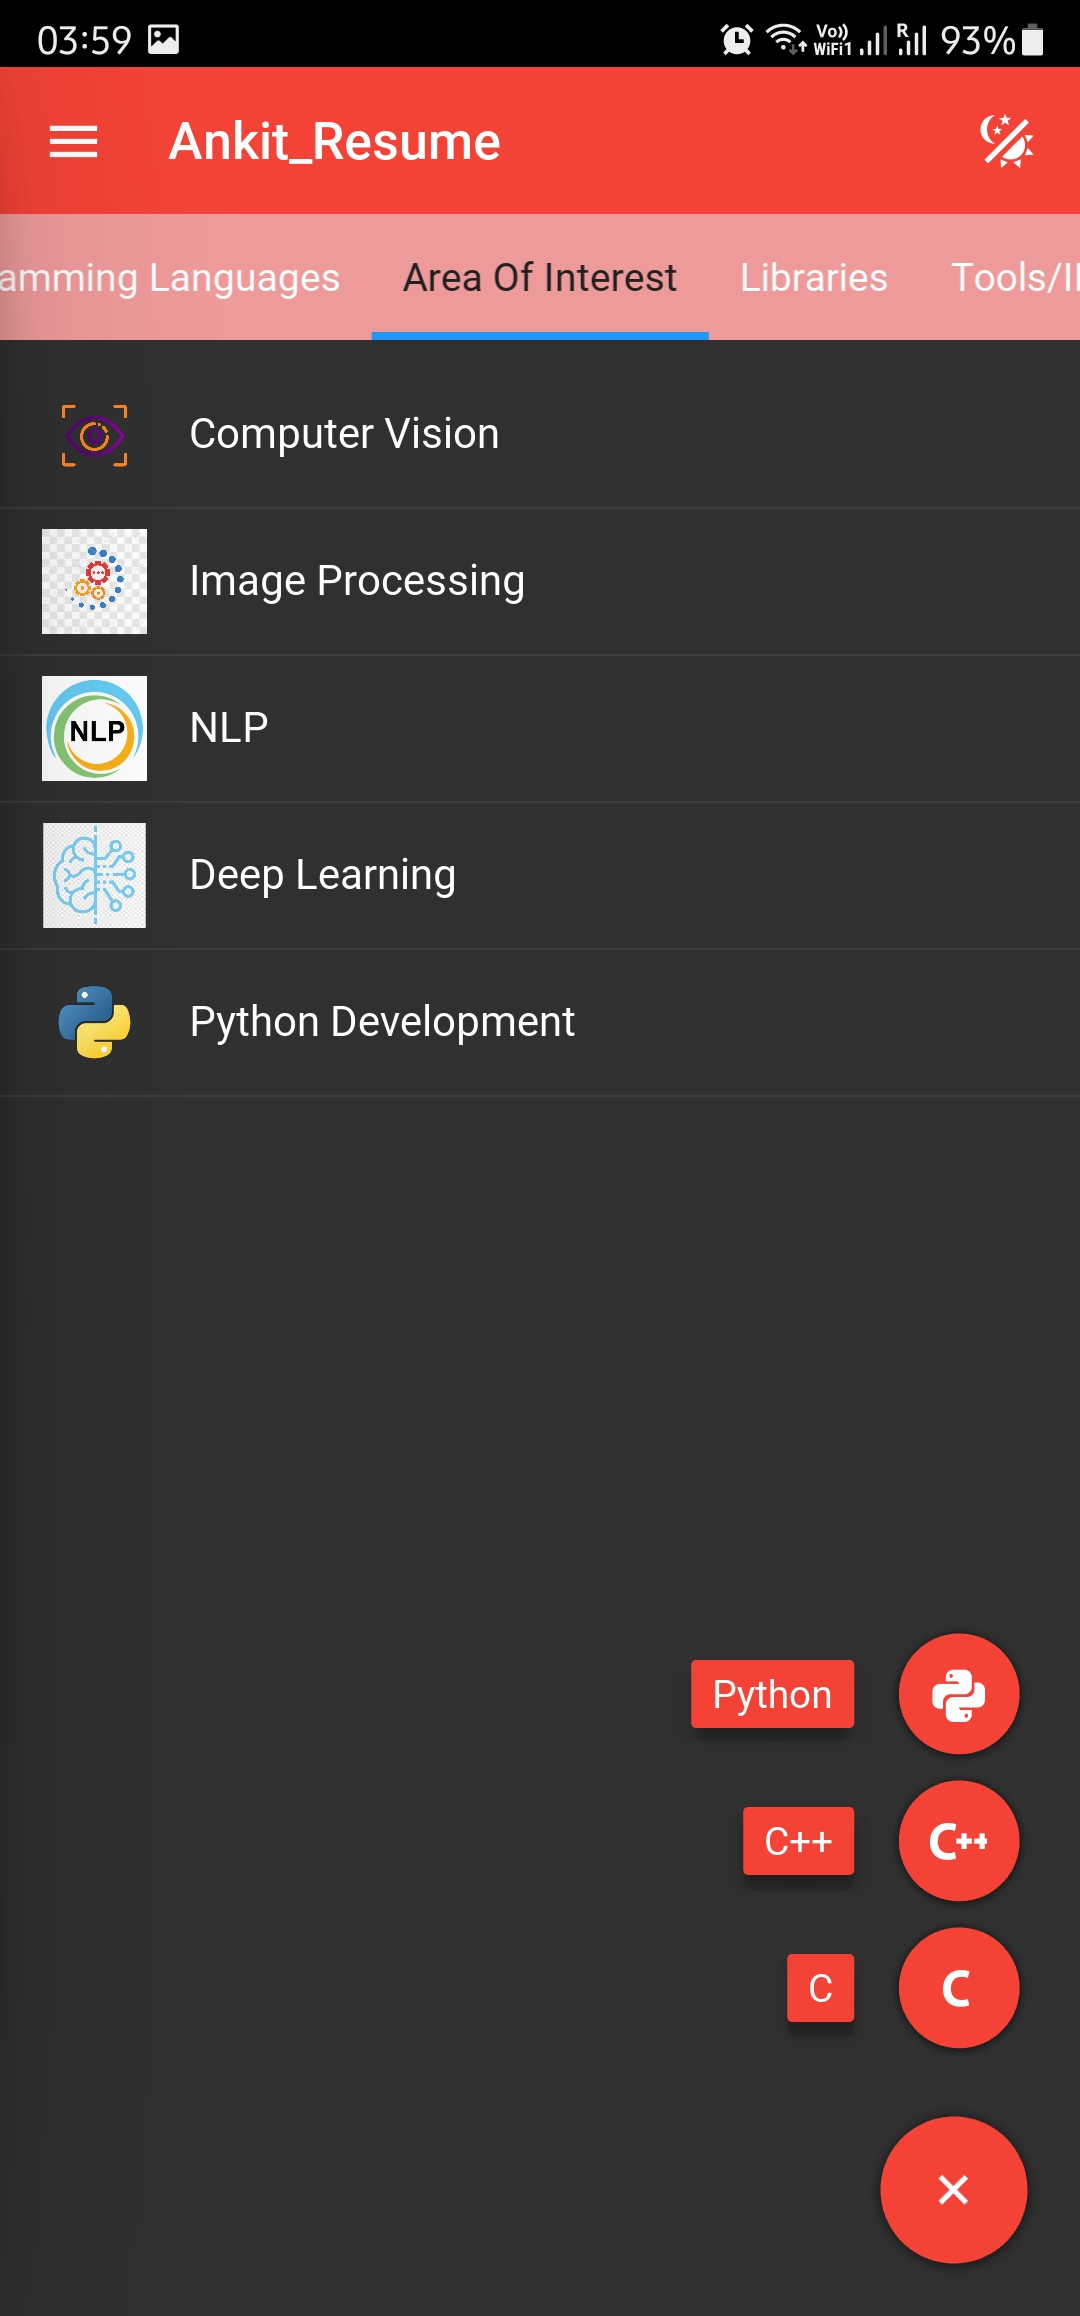 03:59
Vo)) WiFi1 R 93%
Ankit_Resume
amming Languages Area Of Interest Libraries Tools/I
Computer Vision
Image Processing
NLP
NLP
Deep Learning
Python Development
Python
C++ C++
C C